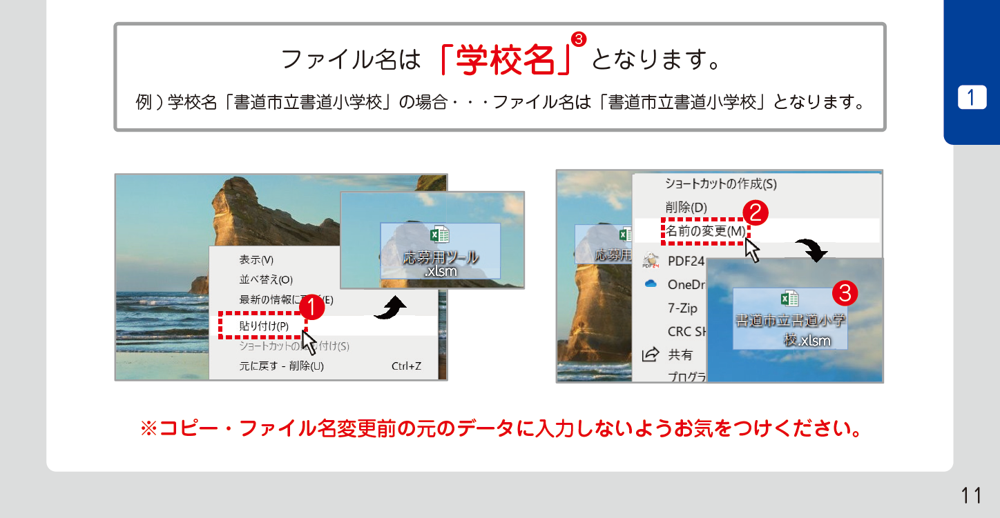 ファイル名は「学校名」❸となります。
例）学校名「書道市立書道小学校」の場合・・・ファイル名は「書道市立書道小学校」となります。
1
表示(V)
並べ替え(O)
最新の情報に
(E)
1
貼り付け(P)
ショートカットの
付け(S)
元に戻す - 削除(U)
Ctrl+Z
応募用ツール
.xlsm
ショートカットの作成(S)
削除(D)
2
名前の変更(M)
応募用
PDF24
PDF24
OneDr
7-Zip
CRC SH
共有
プログラ
3
書道市立書道小学
校.xlsm
※コピー・ファイル名変更前の元のデータに入力しないようお気をつけください。
11